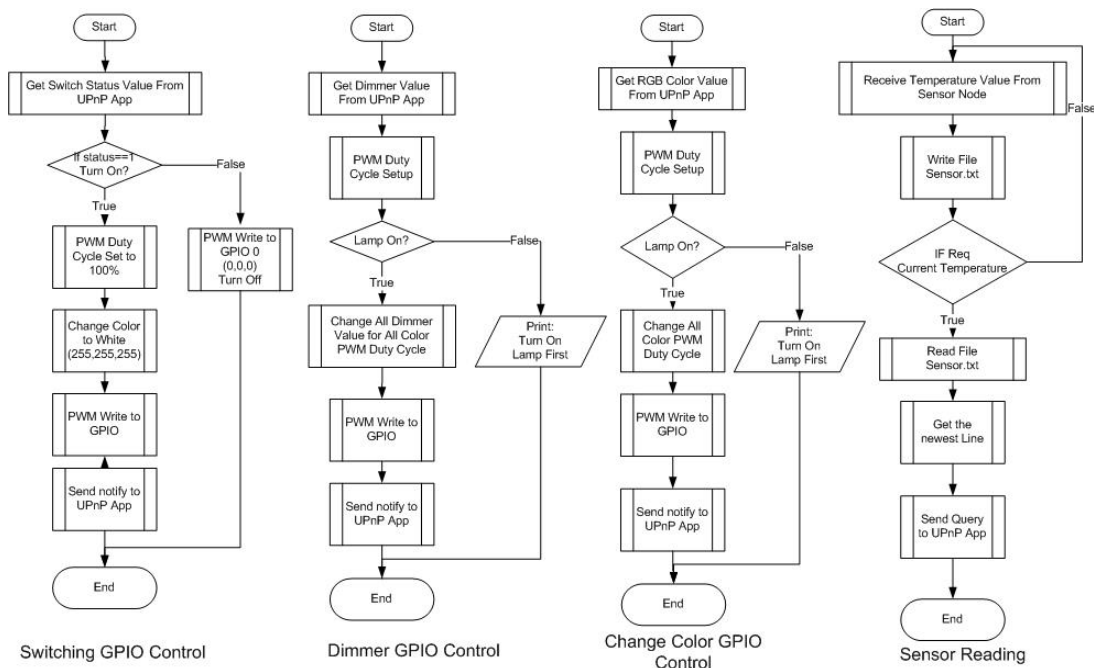 Start
Get Switch Status Value From
UPnP App
If status==1
Turn On?
False
True
PWM Duty
Cycle Set to
100%
PWM Write to
GPIO 0
(0,0,0)
Turn Off
Change Color
to White
(255,255,255)
PWM Write to
GPIO
Send notify to
UPnP App
End
Switching GPIO Control
Start
Get Dimmer Value
From UPnP App
PWM Duty
Cycle Setup
Lamp On?
False
True
Change All Dimmer
Value for All Color
PWM Duty Cycle
Print:
Turn On
Lamp First
PWM Write to
GPIO
Send notify to
UPnP App
End
Dimmer GPIO Control
Start
Get RGB Color Value
From UPnP App
PWM Duty
Cycle Setup
Lamp On?
False
True
Change All
Color PWM
Duty Cycle
Print:
Turn On
Lamp First
PWM Write to
GPIO
Send notify to
UPnP App
End
Change Color GPIO
Control
Start
Receive Temperature Value From
Sensor Node
False
Write File
Sensor.txt
IF Req
Current Temperature
True
Read File
Sensor.txt
Get the
newest Line
Send Query
to UPnP App
End
Sensor Reading